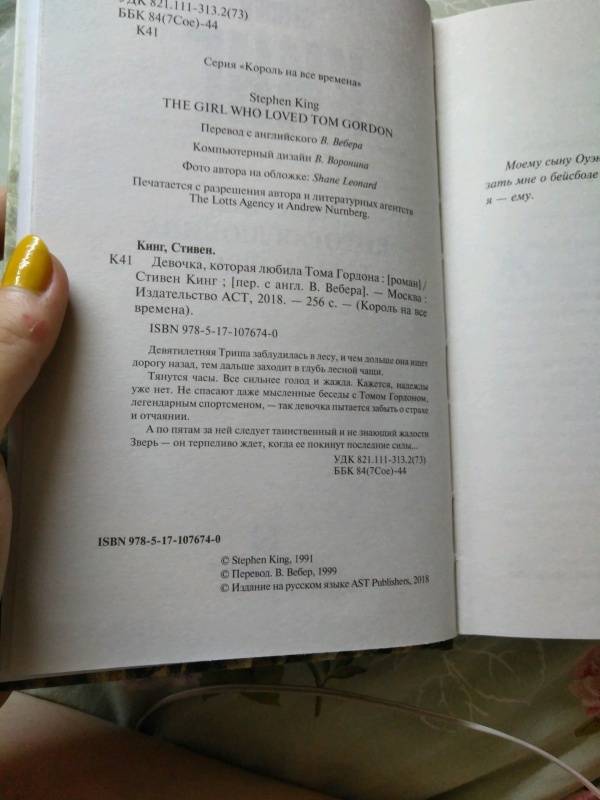 УДК 821.111-313.2(73)
ББК 84(7Сое)-44
К41
Серия «Король на все времена»
Stephen King
THE GIRL WHO LOVED TOM GORDON
Перевод с английского В. Вебера
Компьютерный дизайн В. Воронина
Фото автора на обложке: Shane Leonard
Печатается с разрешения автора и литературных агентств
The Lotts Agency и Andrew Nurnberg.
Кинг, Стивен.
К41 Девочка, которая любила Тома Гордона : [роман] /
Стивен Кинг ; [пер. с англ. В. Вебера]. — Москва :
Издательство АСТ, 2018. — 256 с. — (Король на все
времена).
ISBN 978-5-17-107674-0
Девятилетняя Триша заблудилась в лесу, и чем дольше она ищет
дорогу назад, тем дальше заходит в глубь лесной чащи.
Тянутся часы. Все сильнее голод и жажда. Кажется, надежды
уже нет. Не спасают даже мысленные беседы с Томом Гордоном,
легендарным спортсменом, — так девочка пытается забыть о страхе
и отчаянии.
А по пятам за ней следует таинственный и не знающий жалости
Зверь — он терпеливо ждет, когда ее покинут последние силы...
УДК 821.111-313.2(73)
ББК 84(7Сое)-44
ISBN 978-5-17-107674-0
© Stephen King, 1991
© Перевод. В. Вебер, 1999
© Издание на русском языке AST Publishers, 2018
Моему сыну Оуэн
зать мне о бейсболе
я — ему.